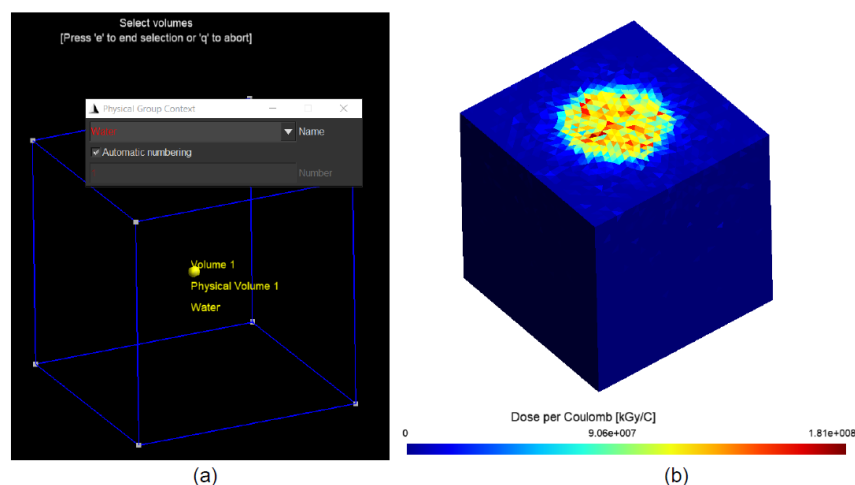 Select volumes
[Press 'e' to end selection or 'q' to abort]
Physical Group Context
Water
Name
Automatic numbering
Number
Volume 1
Physical Volume 1
Water
Dose per Coulomb [kGy/C]
0 9.06e+007 1.81e+008
(a) (b)